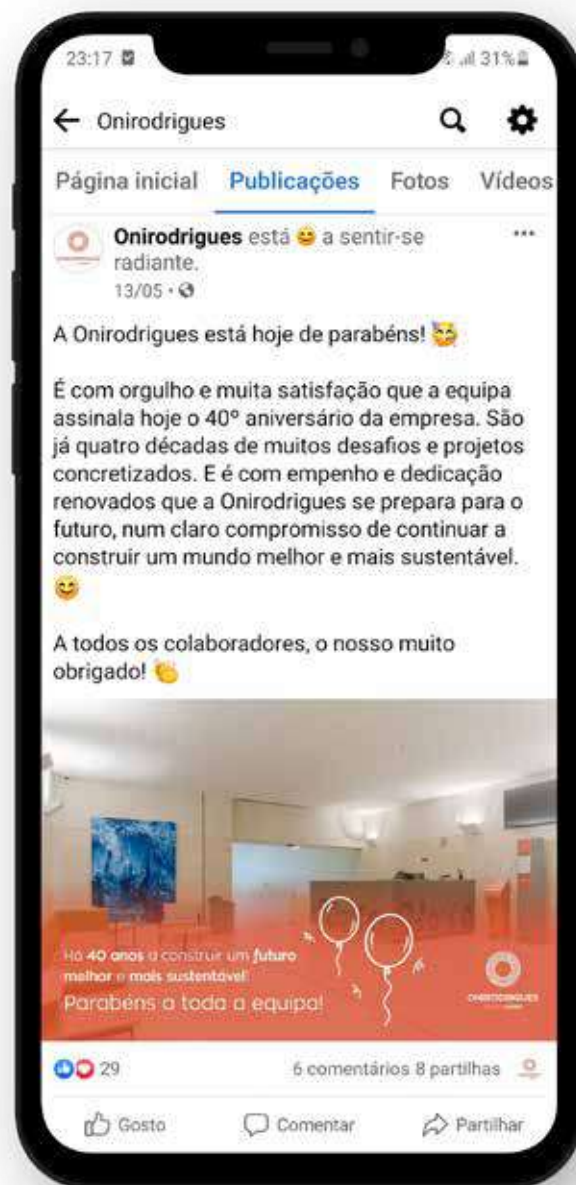 23:17
31%
Onirodrigues
Página inicial Publicações Fotos Vídeos
Onirodrigues está 😄 a sentir-se
radiante.
13/05 •
A Onirodrigues está hoje de parabéns! 🥳
É com orgulho e muita satisfação que a equipa
assinala hoje o 40º aniversário da empresa. São
já quatro décadas de muitos desafios e projetos
concretizados. E é com empenho e dedicação
renovados que a Onirodrigues se prepara para o
futuro, num claro compromisso de continuar a
construir um mundo melhor e mais sustentável.
😄
A todos os colaboradores, o nosso muito
obrigado! 👏
Há 40 anos a construir um futuro
melhor e mais sustentável!
Parabéns a toda a equipa!
ONIRODRIGUES
29
6 comentários 8 partilhas
Gosto Comentar Partilhar